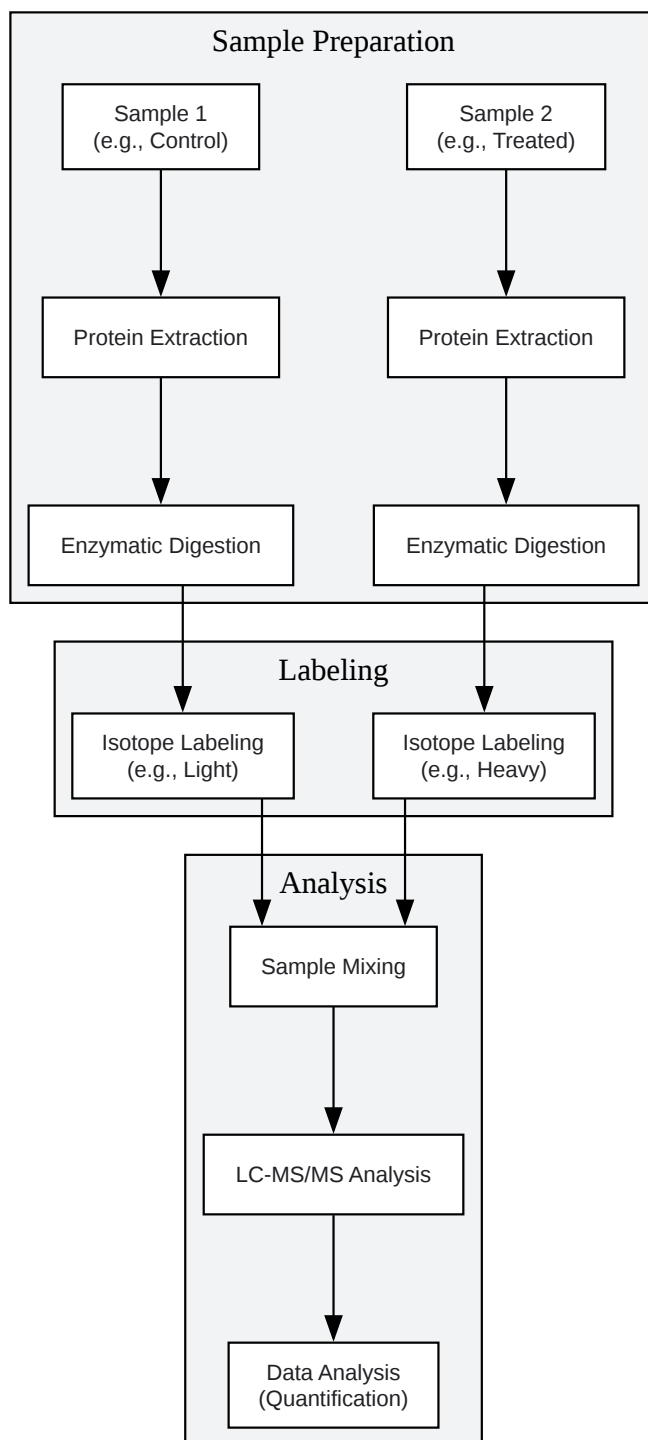 Sample Preparation
Sample 1
(e.g., Control)
Sample 2
(e.g., Treated)
Protein Extraction
Protein Extraction
Enzymatic Digestion
Enzymatic Digestion
Labeling
Isotope Labeling
(e.g., Light)
Isotope Labeling
(e.g., Heavy)
Analysis
Sample Mixing
LC-MS/MS Analysis
Data Analysis
(Quantification)